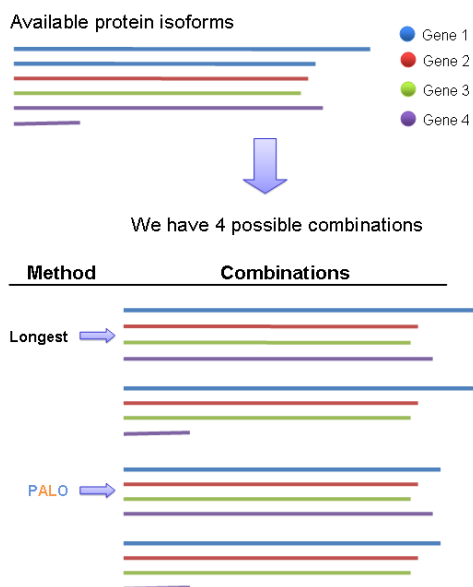 Available protein isoforms
Gene 1
Gene 2
Gene 3
Gene 4
We have 4 possible combinations
Method Combinations
Longest
PALO